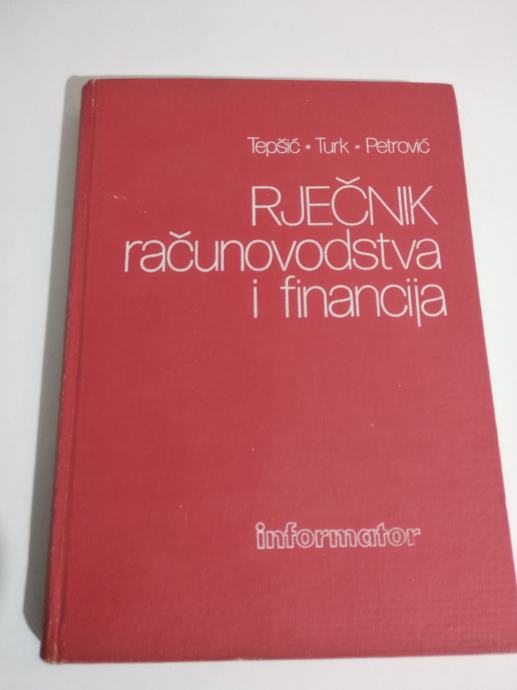 Tepšić * Turk * Petrović
RJEČNIK
računovodstva
i financija
informator